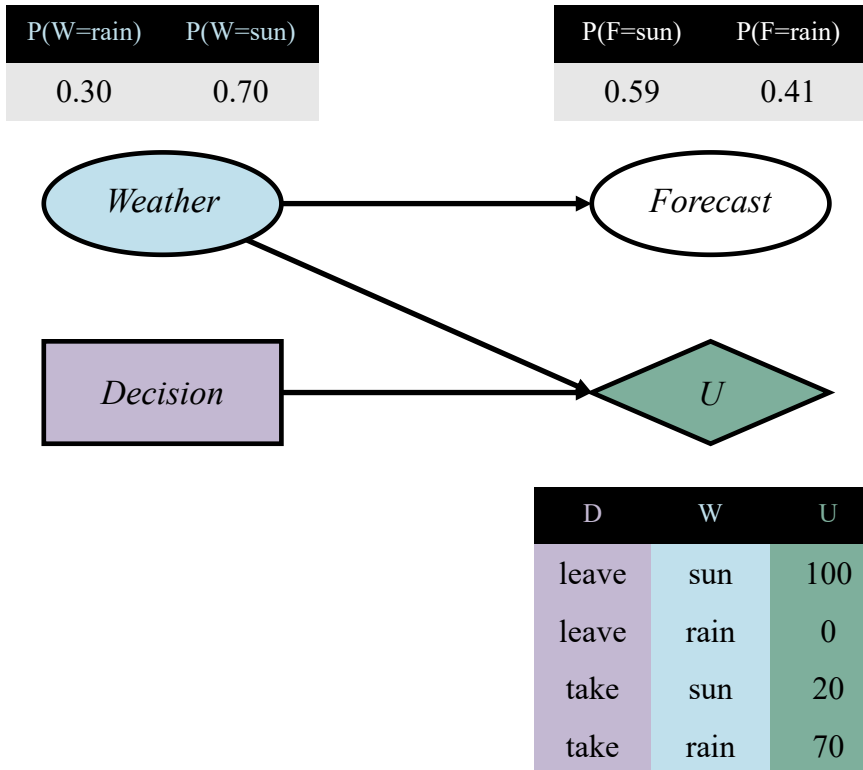 P(W=rain) P(W=sun) P(F=sun) P(F=rain)
0.30 0.70 0.59 0.41
Weather Forecast
Decision U
D W U
leave sun 100
leave rain 0
take sun 20
take rain 70